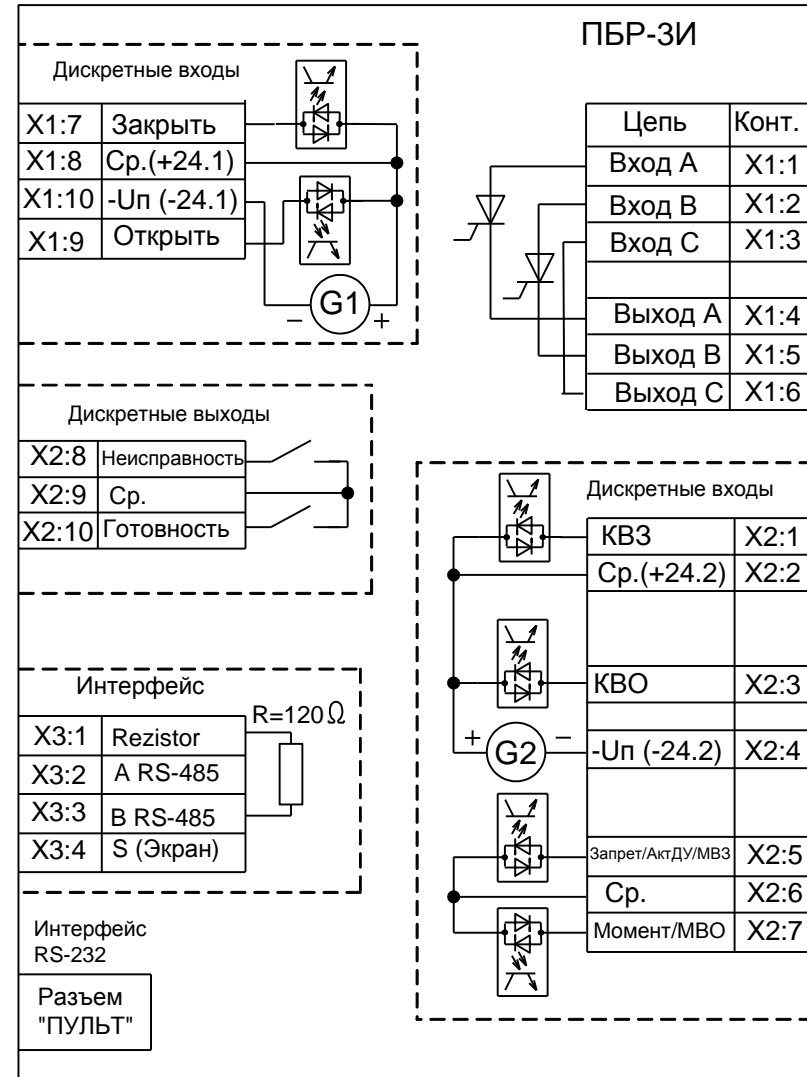 ПБР-3И
Дискретные входы
X1:7 Закрыть
X1:8 Ср.(+24.1)
X1:10 -Uп (-24.1)
X1:9 Открыть
G1
– +
Цепь Конт.
Вход А X1:1
Вход В X1:2
Вход С X1:3
Выход А X1:4
Выход В X1:5
Выход С X1:6
Дискретные выходы
X2:8 Неисправность
X2:9 Ср.
X2:10 Готовность
Дискретные входы
КВЗ X2:1
Ср.(+24.2) X2:2
КВО X2:3
+ G2 –
-Uп (-24.2) X2:4
Запрет/АктДУ/МВЗ X2:5
Ср. X2:6
Момент/МВО X2:7
Интерфейс
R=120Ω
X3:1 Rezistor
X3:2 A RS-485
X3:3 B RS-485
X3:4 S (Экран)
Интерфейс
RS-232
Разъем
"ПУЛЬТ"